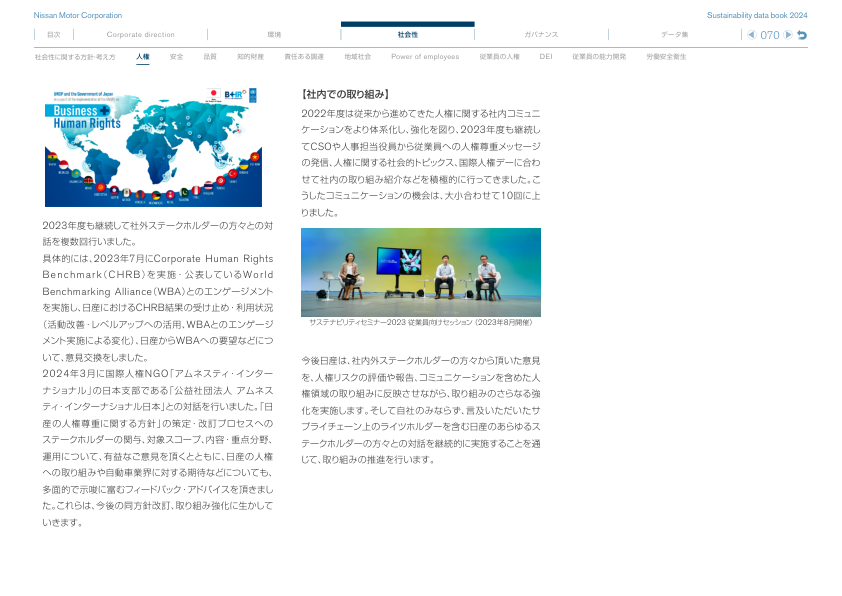 Nissan Motor Corporation
Sustainability data book 2024
目次
Corporate direction
環境
社会性
ガバナンス
データ集
070
社会性に関する方針・考え方
人権
安全
品質
知的財産
責任ある調達
地域社会
Power of employees
従業員の人権
DEI
従業員の能力開発
労働安全衛生
UNDP and the Government of Japan
Business +
Human Rights
B+HR
2023年度も継続して社外ステークホルダーの方々との対
話を複数回行いました。
具体的には、2023年7月にCorporate Human Rights
Benchmark（CHRB）を実施・公表しているWorld
Benchmarking Alliance（WBA）とのエンゲージメント
を実施し、日産におけるCHRB結果の受け止め・利用状況
（活動改善・レベルアップへの活用、WBAとのエンゲージ
メント実施による変化）、日産からWBAへの要望などにつ
いて、意見交換をしました。
2024年3月に国際人権NGO「アムネスティ・インター
ナショナル」の日本支部である「公益社団法人 アムネス
ティ・インターナショナル日本」との対話を行いました。「日
産の人権尊重に関する方針」の策定・改訂プロセスへの
ステークホルダーの関与、対象スコープ、内容・重点分野、
運用について、有益なご意見を頂くとともに、日産の人権
への取り組みや自動車業界に対する期待などについても、
多面的で示唆に富むフィードバック・アドバイスを頂きまし
た。これらは、今後の同方針改訂、取り組み強化に生かして
いきます。
【社内での取り組み】
2022年度は従来から進めてきた人権に関する社内コミュニ
ケーションをより体系化し、強化を図り、2023年度も継続し
てCSOや人事担当役員から従業員への人権尊重メッセージ
の発信、人権に関する社会的トピックス、国際人権デーに合わ
せて社内の取り組み紹介などを積極的に行ってきました。こ
うしたコミュニケーションの機会は、大小合わせて10回に上
りました。
サステナビリティセミナー2023 従業員向けセッション（2023年8月開催）
今後日産は、社内外ステークホルダーの方々から頂いた意見
を、人権リスクの評価や報告、コミュニケーションを含めた人
権領域の取り組みに反映させながら、取り組みのさらなる強
化を実施します。そして自社のみならず、言及いただいたサ
プライチェーン上のライツホルダーを含む日産のあらゆるス
テークホルダーの方々との対話を継続的に実施することを通
じて、取り組みの推進を行います。